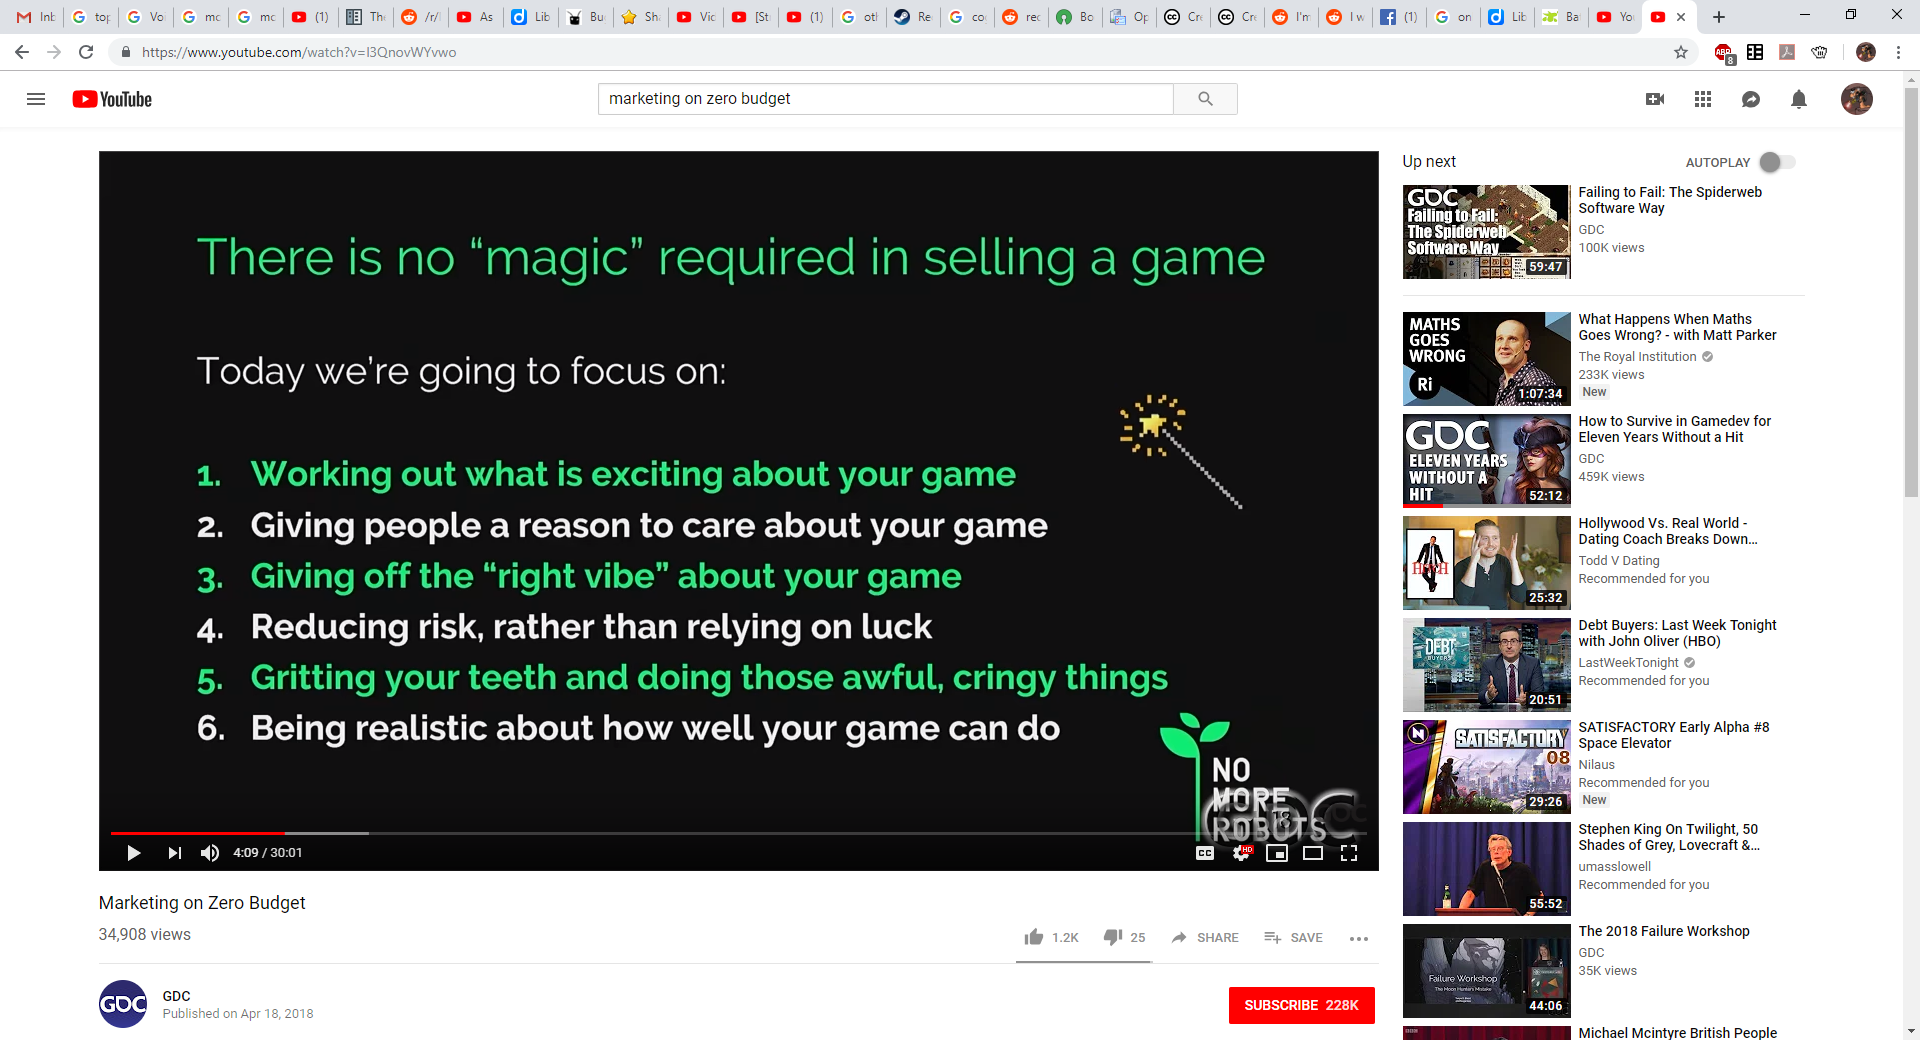 Inb
top
Vo
mc
mc
(1)
The
/r/
As
Lib
Bu
Sh
Vic
[St
(1)
oth
Re
co
rec
Bo
Op
Cre
Cre
I'm
I w
(1)
on
Lib
Ba
Yo
https://www.youtube.com/watch?v=I3QnovWYvwo
ABP
8
YouTube
marketing on zero budget
There is no “magic” required in selling a game
Today we’re going to focus on:
1. Working out what is exciting about your game
2. Giving people a reason to care about your game
3. Giving off the “right vibe” about your game
4. Reducing risk, rather than relying on luck
5. Gritting your teeth and doing those awful, cringy things
6. Being realistic about how well your game can do
NO
MORE
ROBOTS
4:09 / 30:01
CC
HD
Marketing on Zero Budget
34,908 views
1.2K
25
SHARE
SAVE
GDC
GDC
Published on Apr 18, 2018
SUBSCRIBE 228K
Up next
AUTOPLAY
GDC
Failing to Fail:
The Spiderweb
Software Way
59:47
Failing to Fail: The Spiderweb
Software Way
GDC
100K views
MATHS
GOES
WRONG
Ri
1:07:34
What Happens When Maths
Goes Wrong? - with Matt Parker
The Royal Institution
233K views
New
GDC
ELEVEN YEARS
WITHOUT A
HIT
52:12
How to Survive in Gamedev for
Eleven Years Without a Hit
GDC
459K views
HITCH
25:32
Hollywood Vs. Real World -
Dating Coach Breaks Down...
Todd V Dating
Recommended for you
DEBT
BUYERS
20:51
Debt Buyers: Last Week Tonight
with John Oliver (HBO)
LastWeekTonight
Recommended for you
N
SATISFACTORY
08
29:26
SATISFACTORY Early Alpha #8
Space Elevator
Nilaus
Recommended for you
New
55:52
Stephen King On Twilight, 50
Shades of Grey, Lovecraft &...
umasslowell
Recommended for you
Failure Workshop
44:06
The 2018 Failure Workshop
GDC
35K views
Michael Mcintyre British People